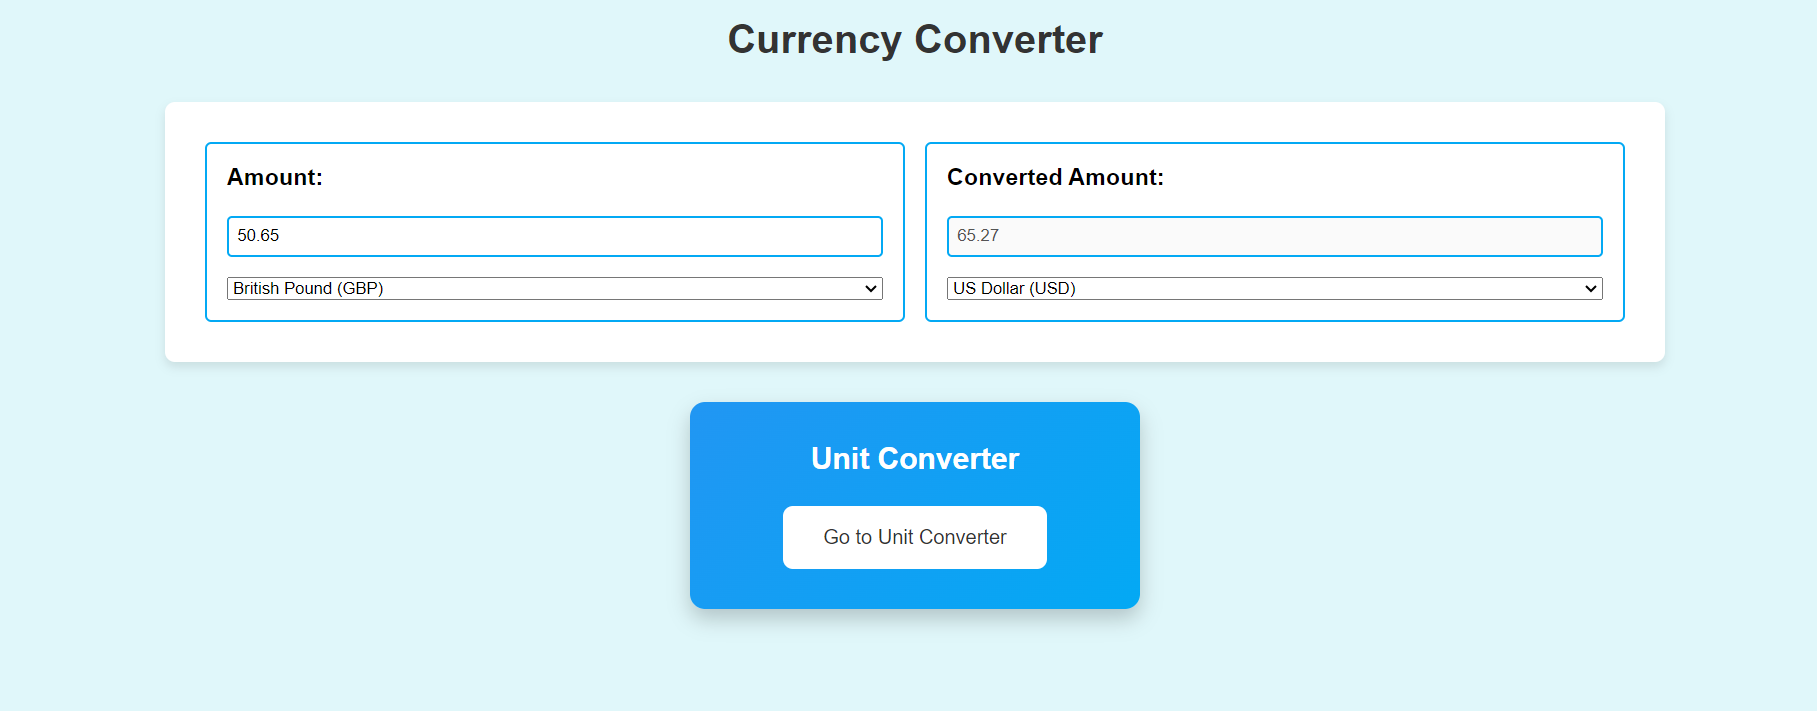 Currency Converter
Amount:
50.65
British Pound (GBP)
Converted Amount:
65.27
US Dollar (USD)
Unit Converter
Go to Unit Converter